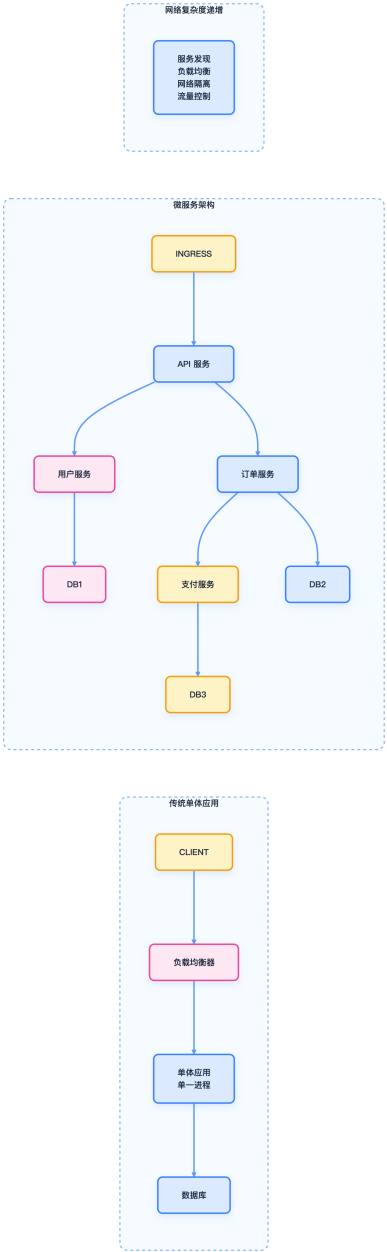 网络复杂度递增
服务发现
负载均衡
网络隔离
流量控制
微服务架构
INGRESS
API 服务
用户服务
订单服务
DB1
支付服务
DB2
DB3
传统单体应用
CLIENT
负载均衡器
单体应用
单一进程
数据库